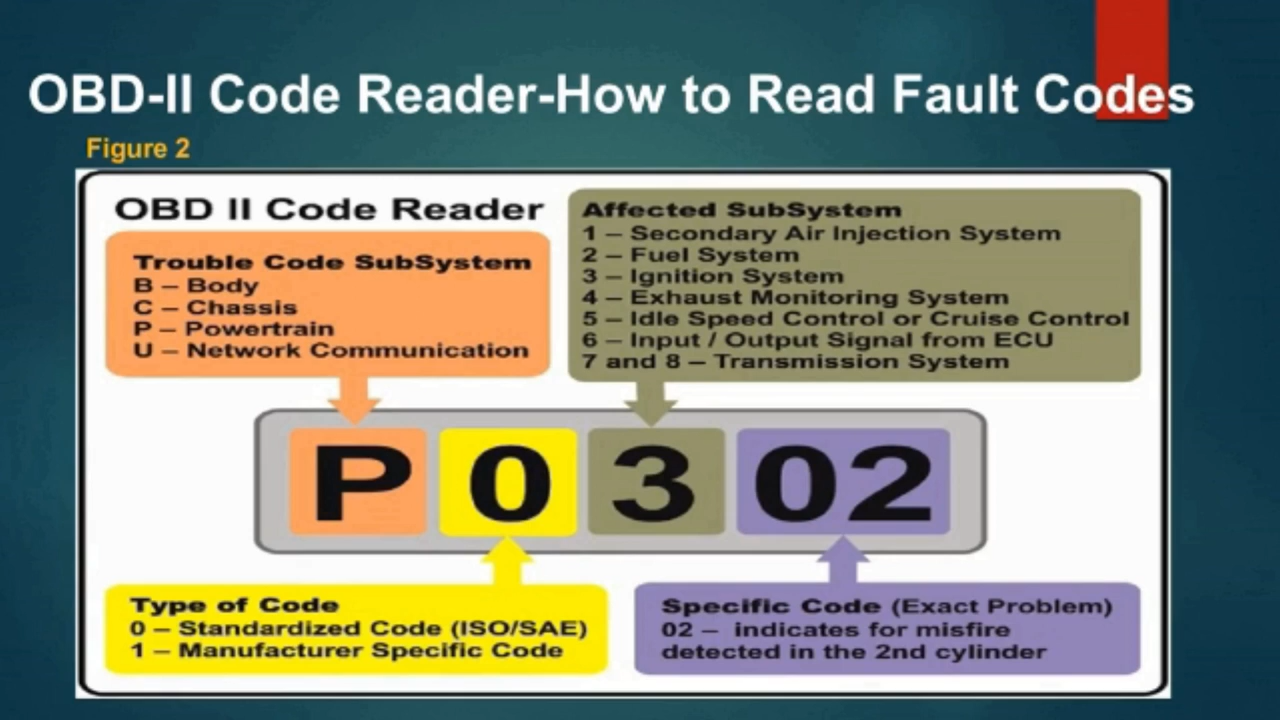 OBD-II Code Reader-How to Read Fault Codes
Figure 2
OBD II Code Reader
Trouble Code SubSystem
B – Body
C – Chassis
P – Powertrain
U – Network Communication
Affected SubSystem
1 – Secondary Air Injection System
2 – Fuel System
3 – Ignition System
4 – Exhaust Monitoring System
5 – Idle Speed Control or Cruise Control
6 – Input / Output Signal from ECU
7 and 8 – Transmission System
P 0 3 02
Type of Code
0 – Standardized Code (ISO/SAE)
1 – Manufacturer Specific Code
Specific Code (Exact Problem)
02 – indicates for misfire
detected in the 2nd cylinder